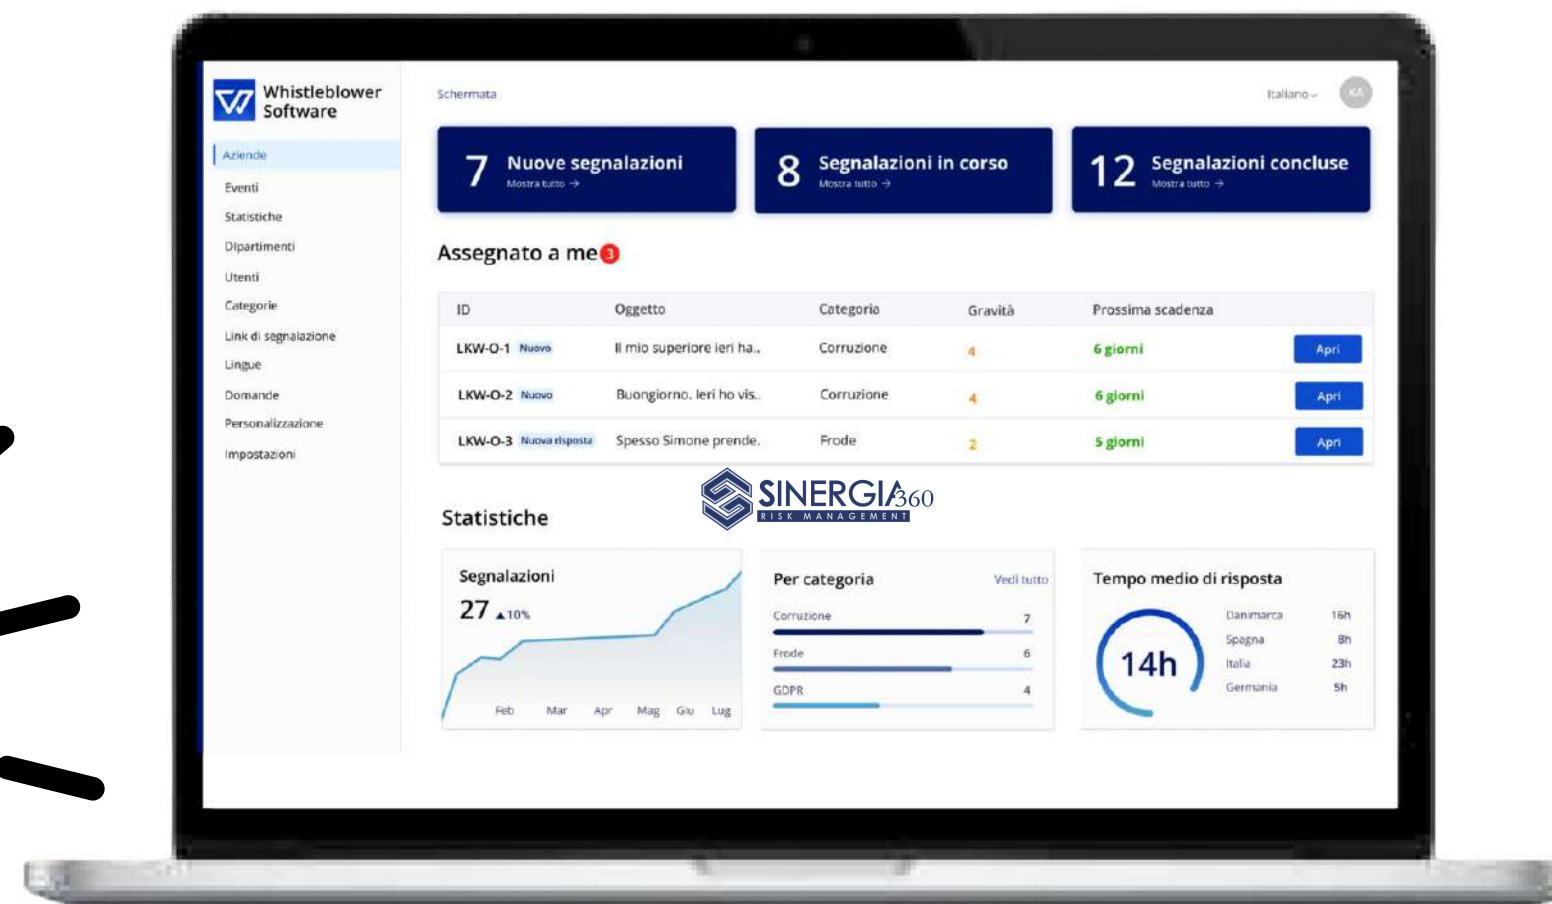 Whistleblower
Software
Aziende
Eventi
Statistiche
DIpartimenti
Utenti
Categorie
Link di segnalazione
Lingue
Domande
Personalizzazione
Impostazioni
Schermata
Italiano
KA
7 Nuove segnalazioni
Mostra tutto →
8 Segnalazioni in corso
Mostra tutto →
12 Segnalazioni concluse
Mostra tutto →
Assegnato a me 3
ID Oggetto Categoria Gravità Prossima scadenza
LKW-O-1 Nuovo Il mio superiore ieri ha.. Corruzione 4 6 giorni Apri
LKW-O-2 Nuovo Buongiorno. Ieri ho vis.. Corruzione 4 6 giorni Apri
LKW-O-3 Nuova risposta Spesso Simone prende. Frode 2 5 giorni Apri
SINERGIA360
RISK MANAGEMENT
Statistiche
Segnalazioni
27 ▲10%
Feb Mar Apr Mag Giu Lug
Per categoria Vedi tutto
Corruzione 7
Frode 6
GDPR 4
Tempo medio di risposta
14h
Danimarca 16h
Spagna 8h
Italia 23h
Germania 5h